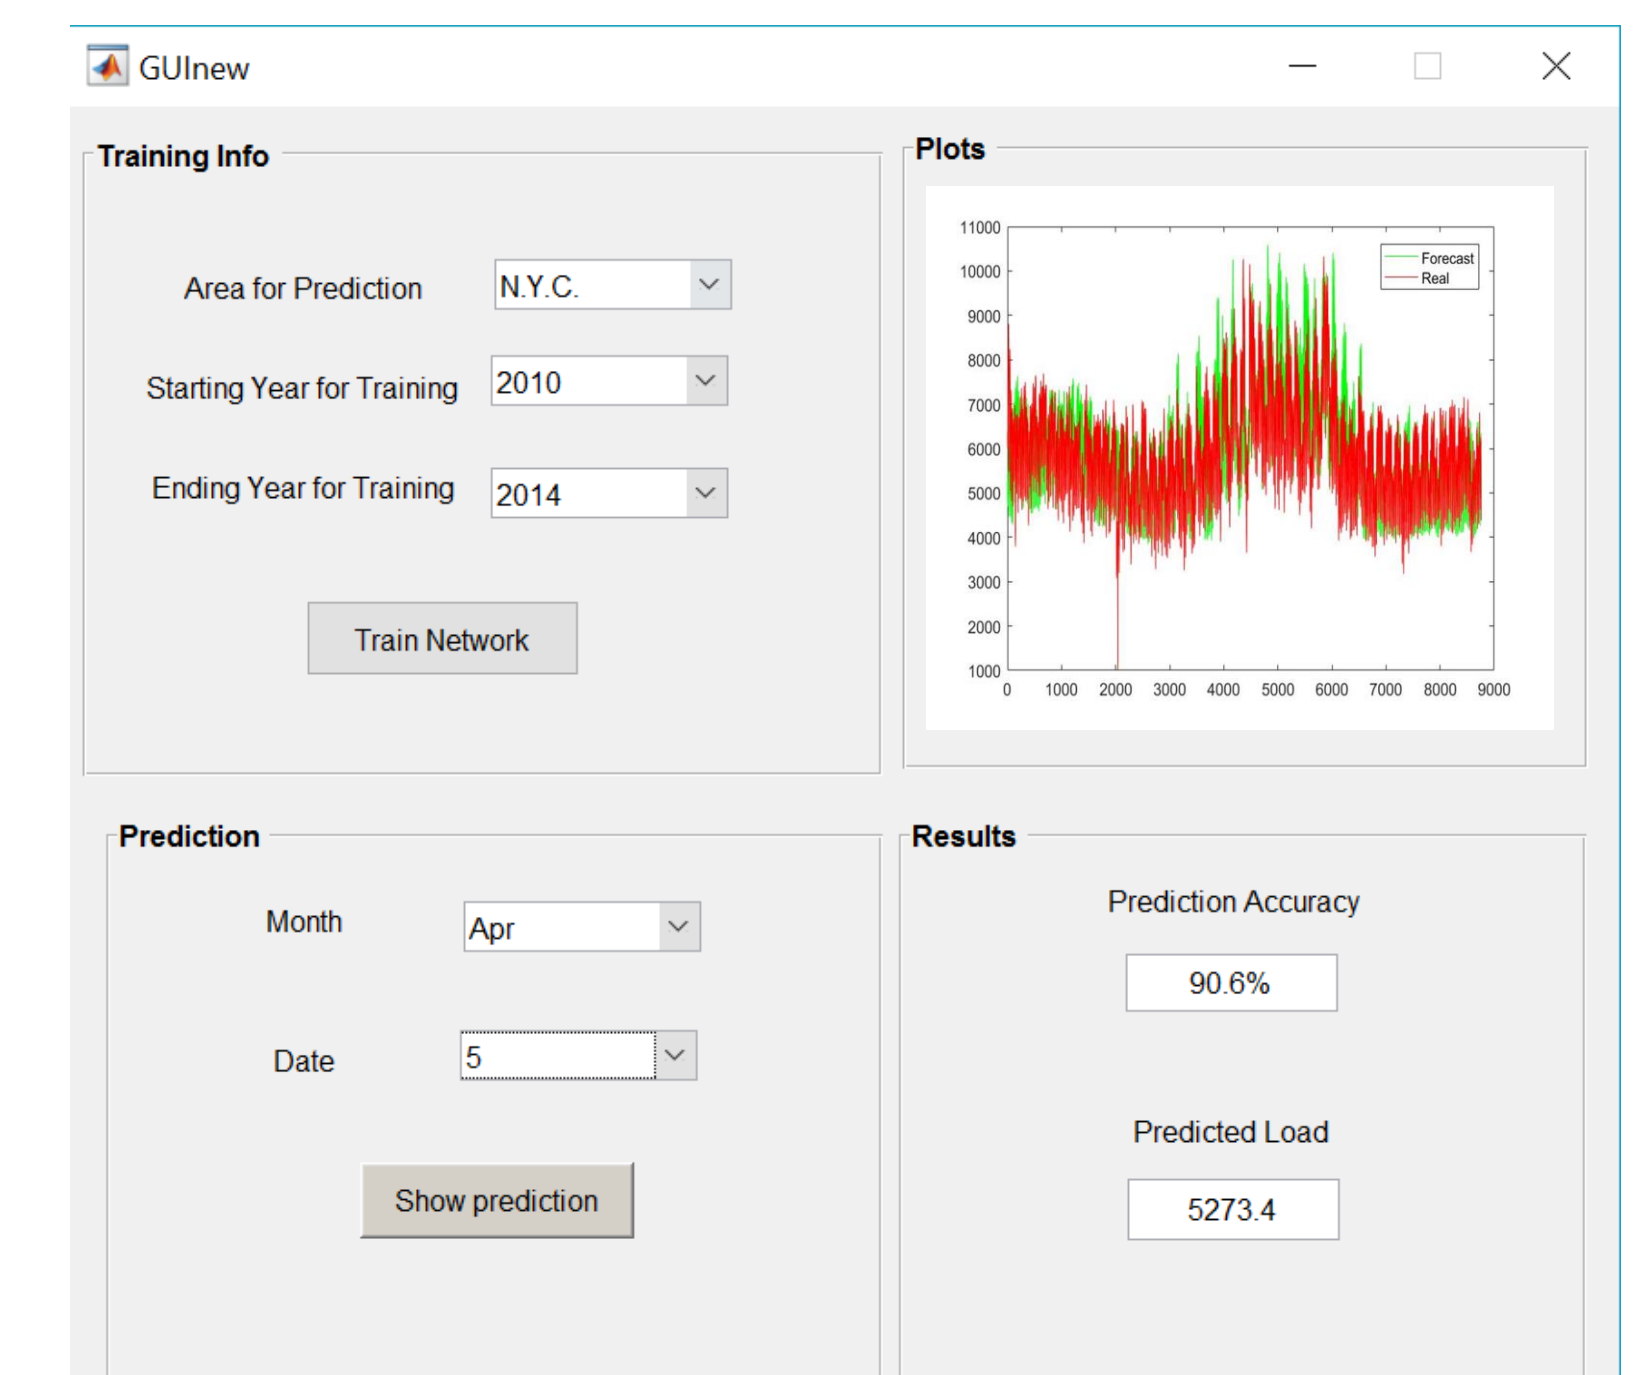 GUInew
Training Info
Area for Prediction N.Y.C.
Starting Year for Training 2010
Ending Year for Training 2014
Train Network
Plots
11000
10000
9000
8000
7000
6000
5000
4000
3000
2000
1000
0 1000 2000 3000 4000 5000 6000 7000 8000 9000
Forecast
Real
Prediction
Month Apr
Date 5
Show prediction
Results
Prediction Accuracy
90.6%
Predicted Load
5273.4